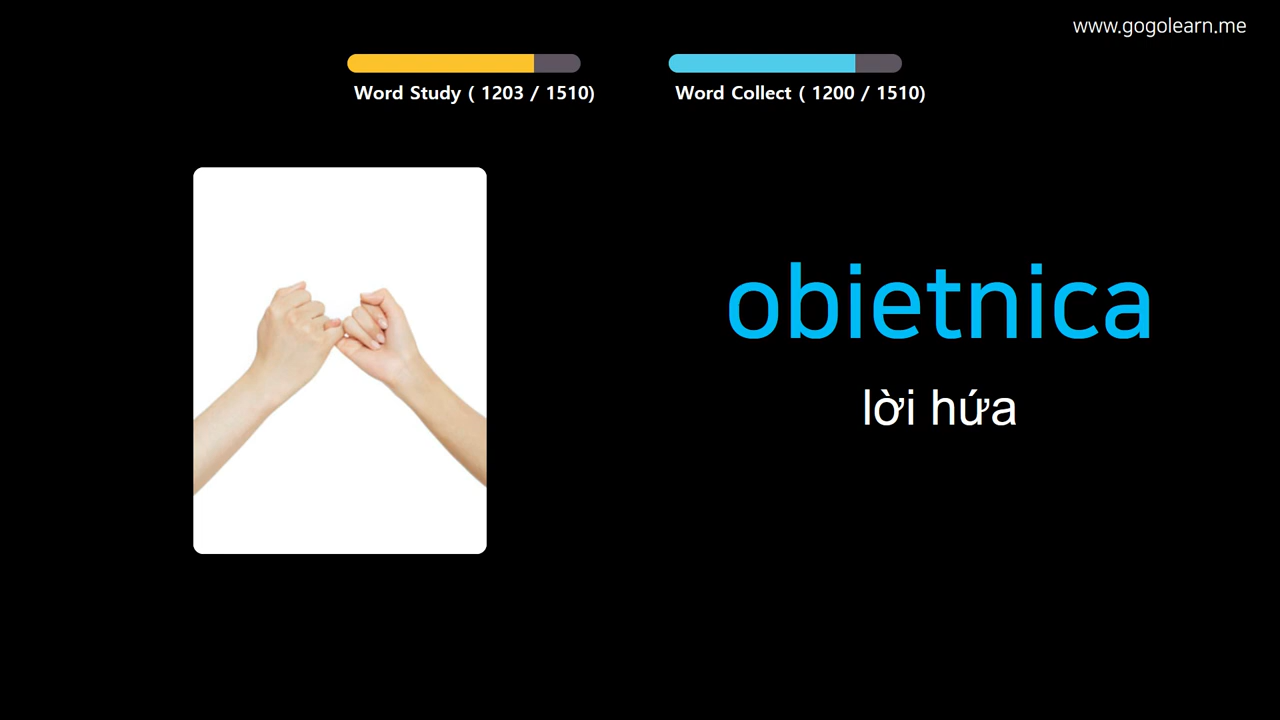 www.gogolearn.me
Word Study ( 1203 / 1510)
Word Collect ( 1200 / 1510)
obietnica
lời hứa